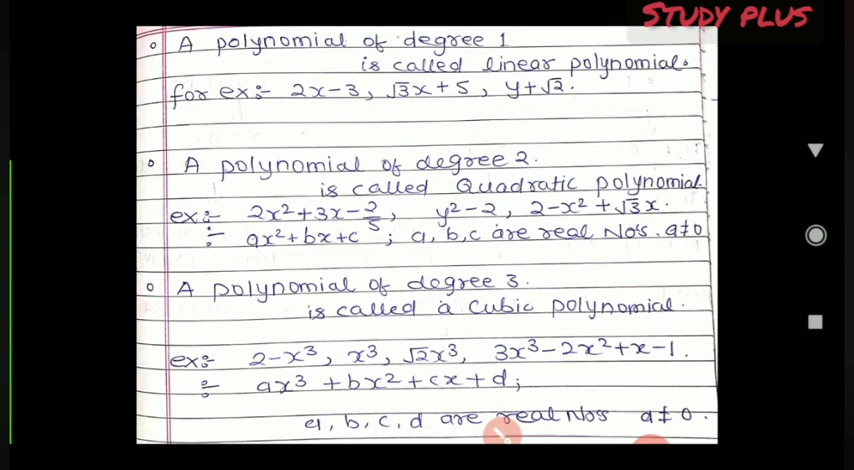 STUDY PLUS
o A polynomial of degree 1
is called linear polynomial.
for ex:- 2x-3, √3x+5, y+√2.
o A polynomial of degree 2.
is called Quadratic polynomial.
ex:- 2x²+3x-2/5, y²-2, 2-x²+√3x.
:- ax²+bx+c ; a, b, c are real No's. a≠0
o A polynomial of degree 3.
is called a cubic polynomial.
ex:- 2-x³, x³, √2x³, 3x³-2x²+x-1.
:- ax³+bx²+cx+d;
a, b, c, d are real No's a≠0.